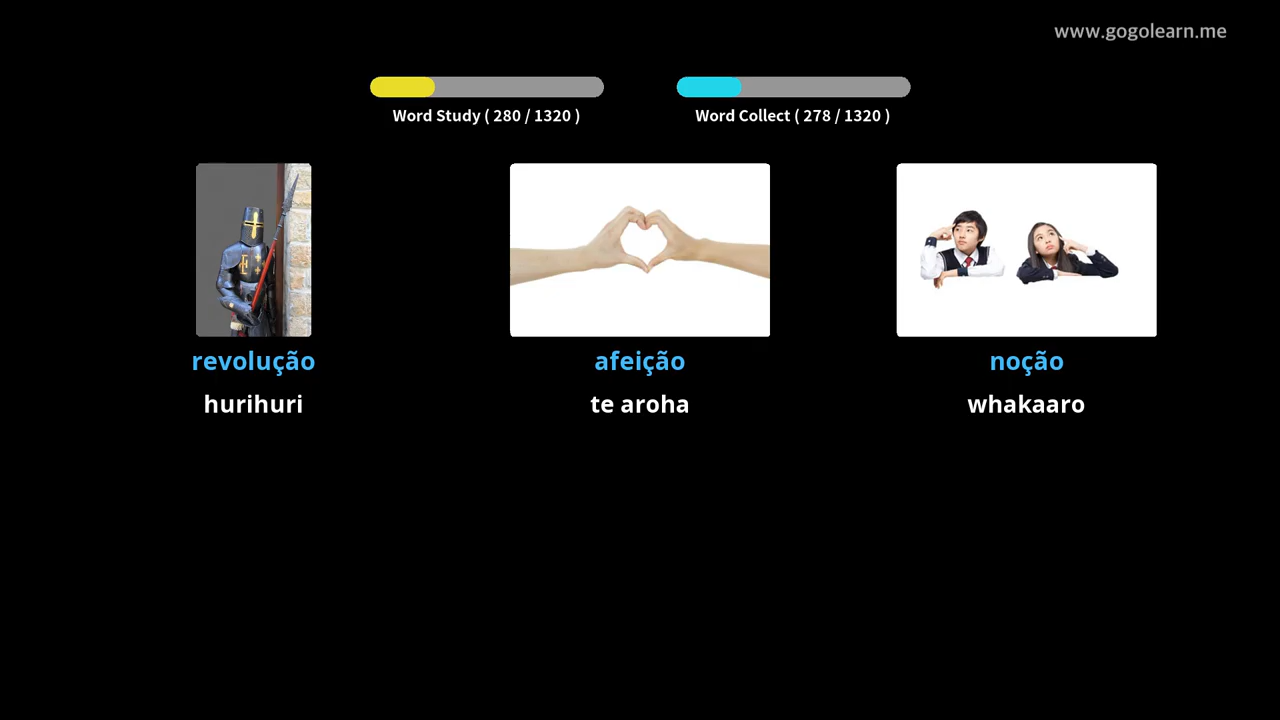 www.gogolearn.me
Word Study ( 280 / 1320 )
Word Collect ( 278 / 1320 )
revolução
afeição
noção
hurihuri
te aroha
whakaaro